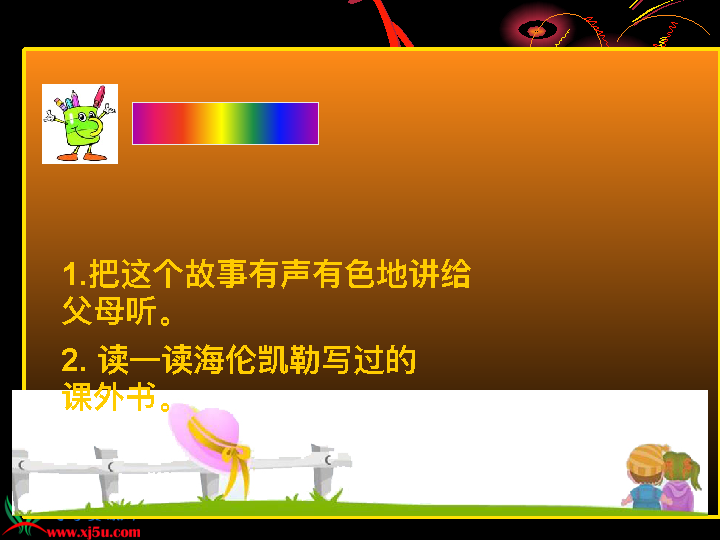 1.把这个故事有声有色地讲给
父母听。
2. 读一读海伦凯勒写过的
课外书。
www.xj5u.com